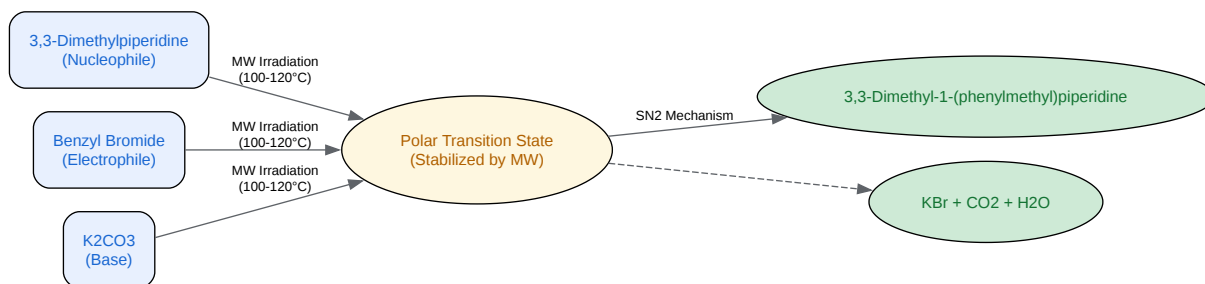 3,3-Dimethylpiperidine
(Nucleophile)
MW Irradiation
(100-120°C)
Benzyl Bromide
(Electrophile)
MW Irradiation
(100-120°C)
K2CO3
(Base)
MW Irradiation
(100-120°C)
Polar Transition State
(Stabilized by MW)
SN2 Mechanism
3,3-Dimethyl-1-(phenylmethyl)piperidine
KBr + CO2 + H2O